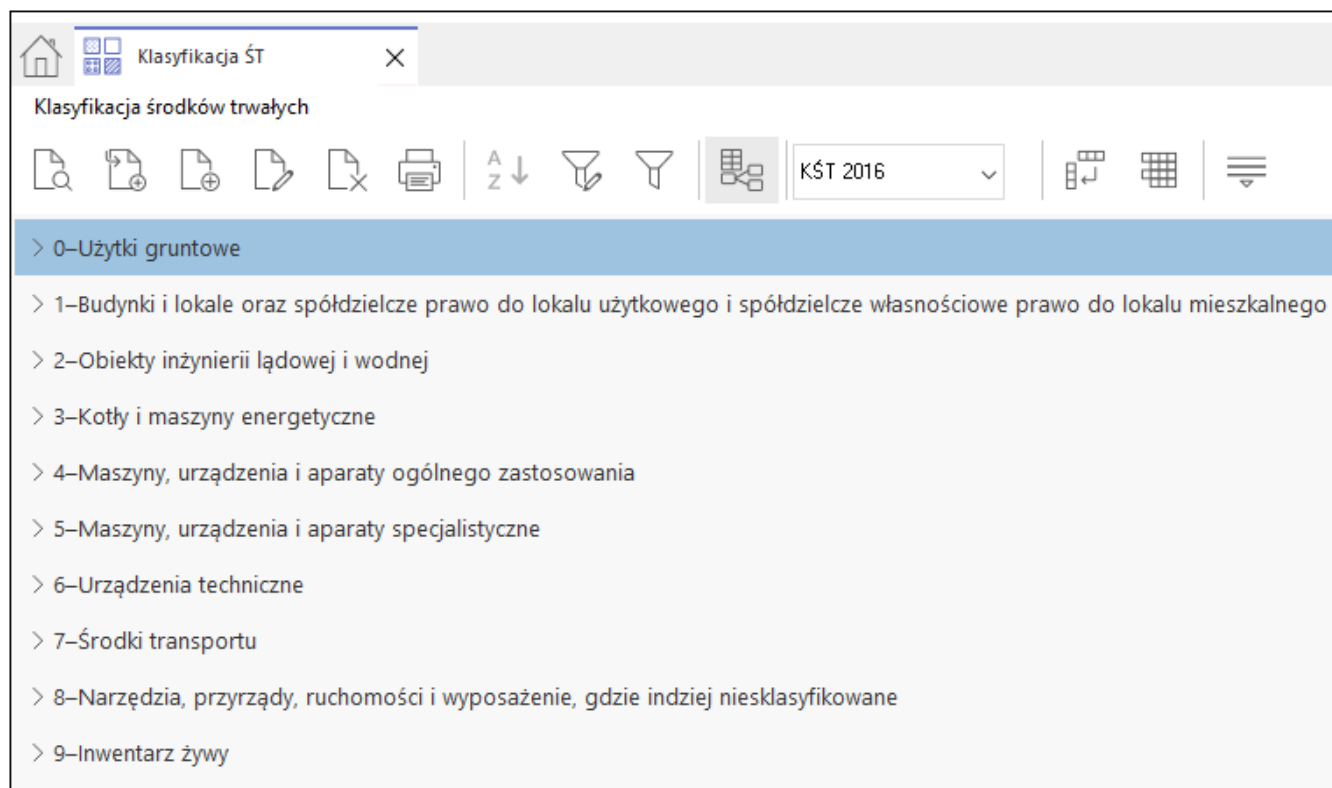 Klasyfikacja ŚT
Klasyfikacja środków trwałych
A
Z
KŚT 2016
0–Użytki gruntowe
1–Budynki i lokale oraz spółdzielcze prawo do lokalu użytkowego i spółdzielcze własnościowe prawo do lokalu mieszkalnego
2–Obiekty inżynierii lądowej i wodnej
3–Kotły i maszyny energetyczne
4–Maszyny, urządzenia i aparaty ogólnego zastosowania
5–Maszyny, urządzenia i aparaty specjalistyczne
6–Urządzenia techniczne
7–Środki transportu
8–Narzędzia, przyrządy, ruchomości i wyposażenie, gdzie indziej niesklasyfikowane
9–Inwentarz żywy